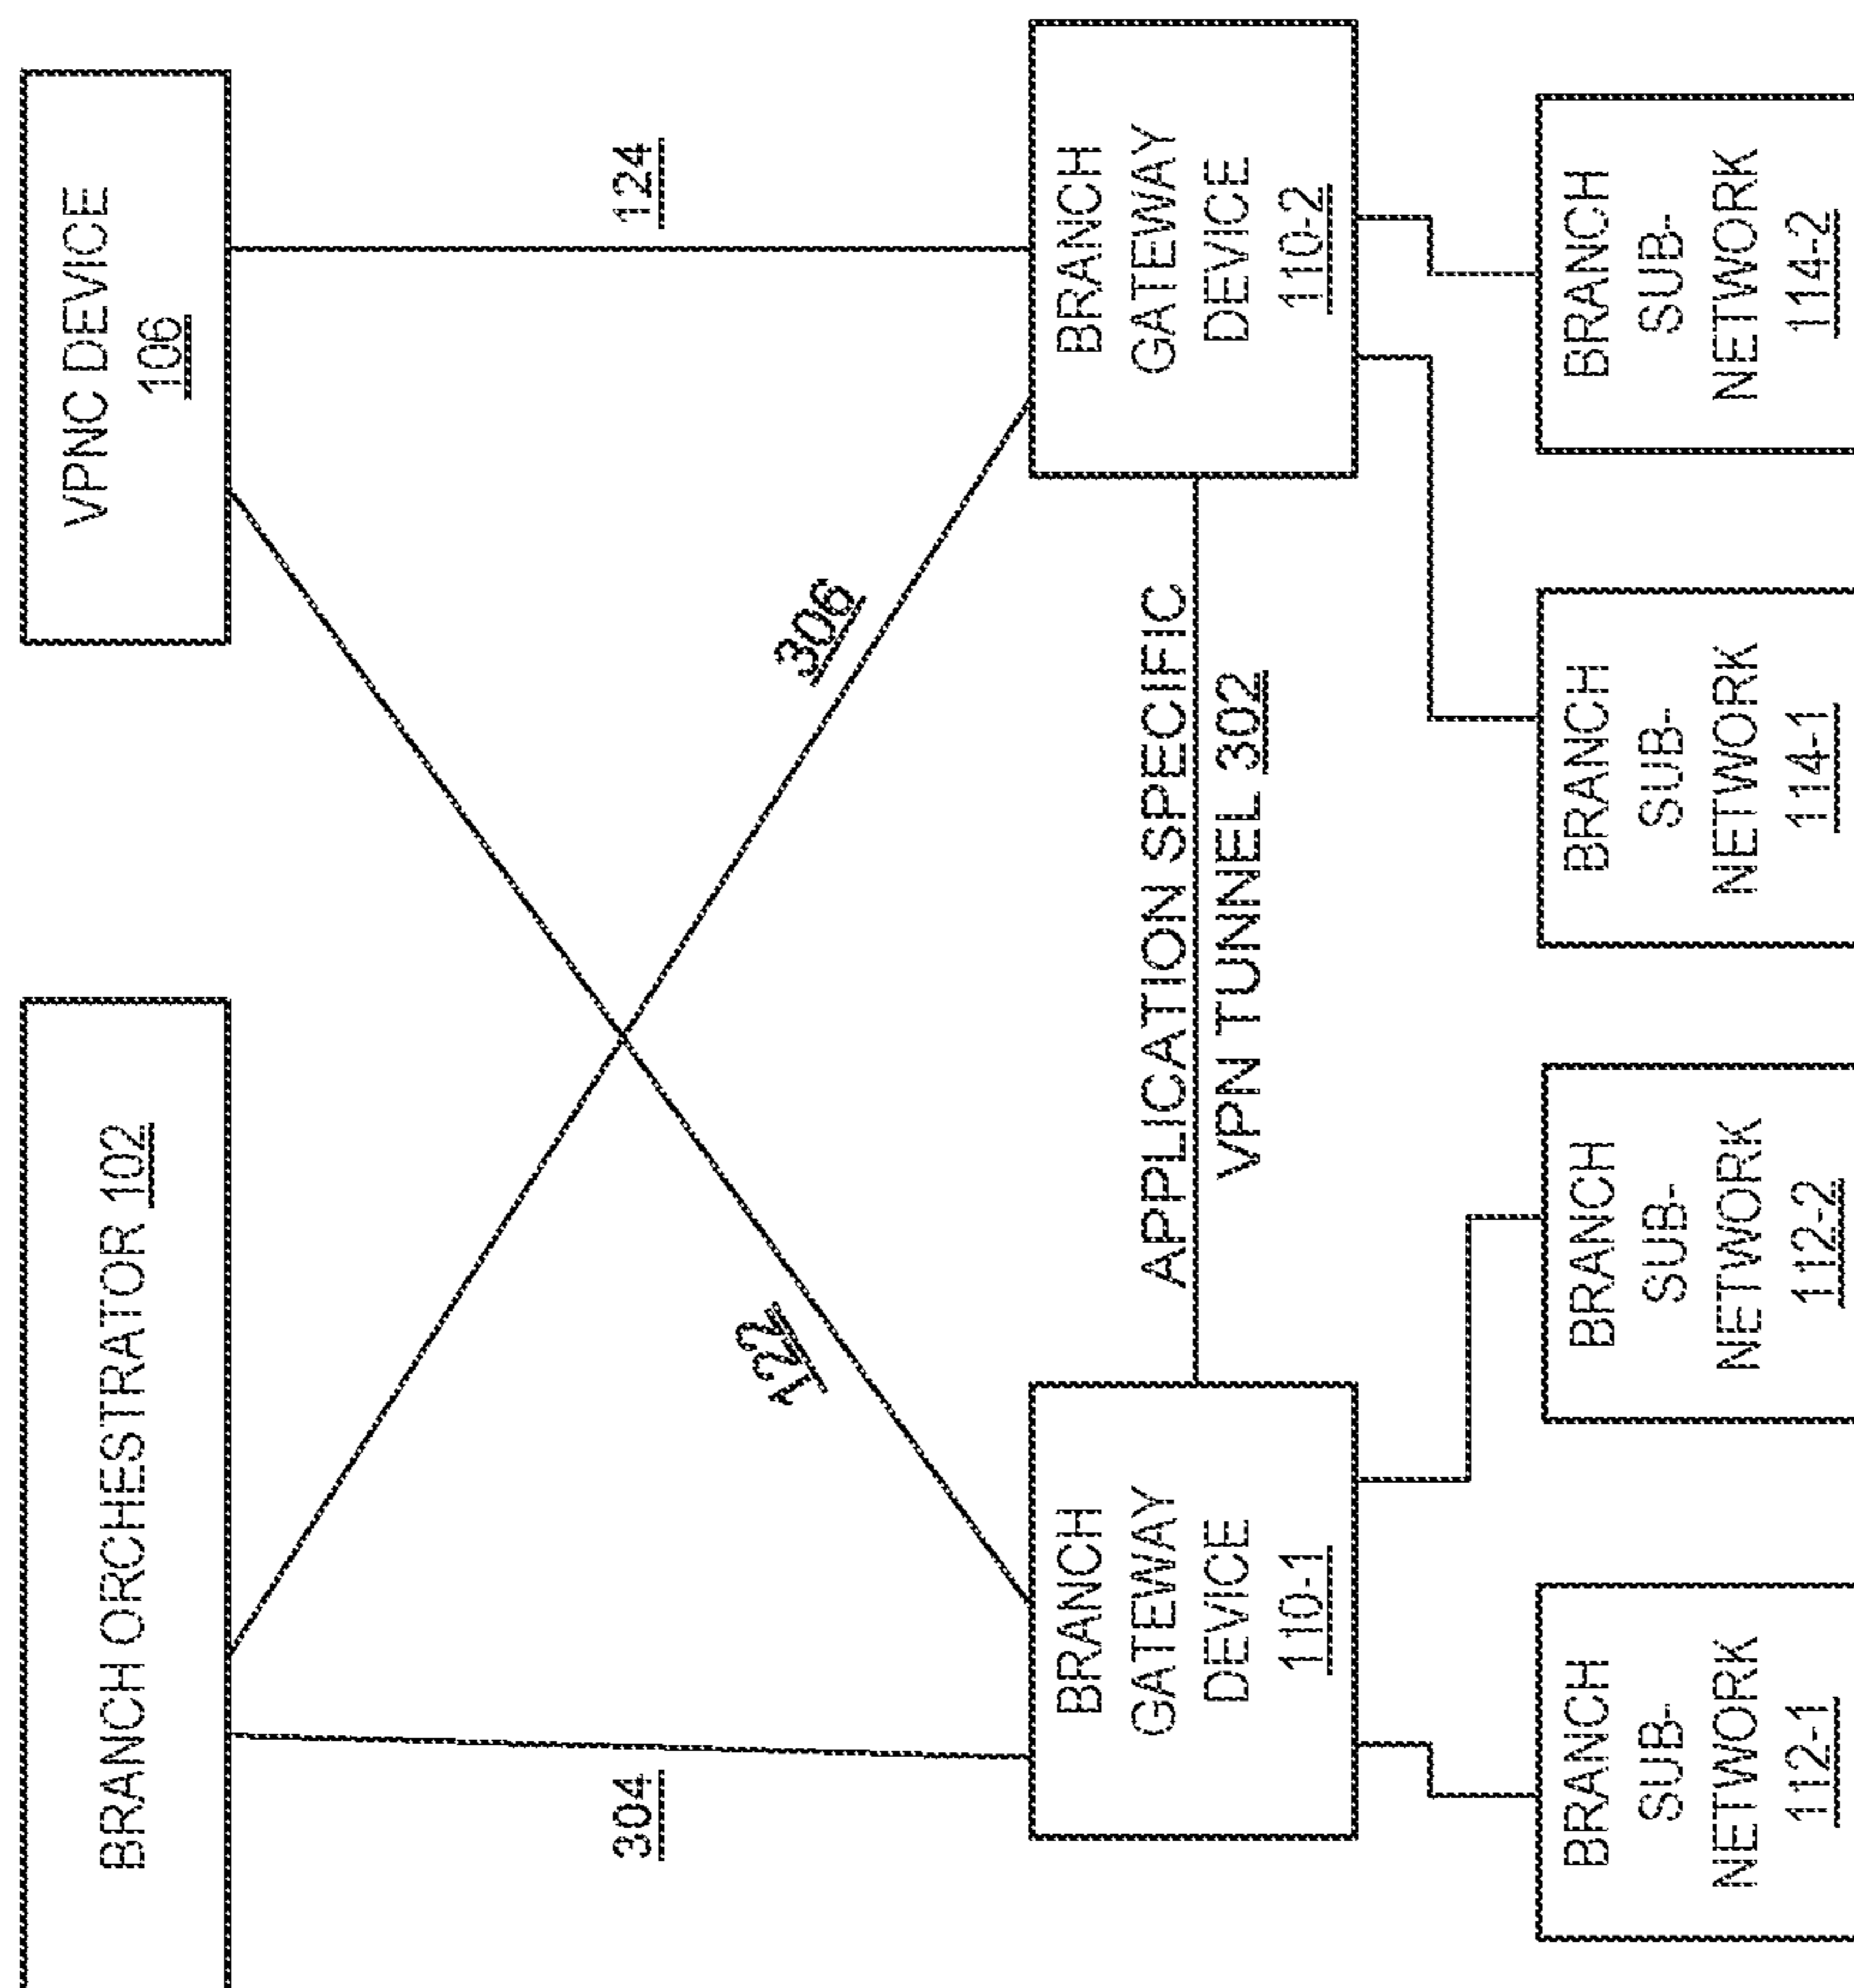 BRANCH ORCHESTRATOR 102
VPNC DEVICE
106
304
122
306
124
BRANCH
GATEWAY
DEVICE
110-1
APPLICATION SPECIFIC
VPN TUNNEL 302
BRANCH
GATEWAY
DEVICE
110-2
BRANCH
SUB-
NETWORK
112-1
BRANCH
SUB-
NETWORK
112-2
BRANCH
SUB-
NETWORK
114-1
BRANCH
SUB-
NETWORK
114-2